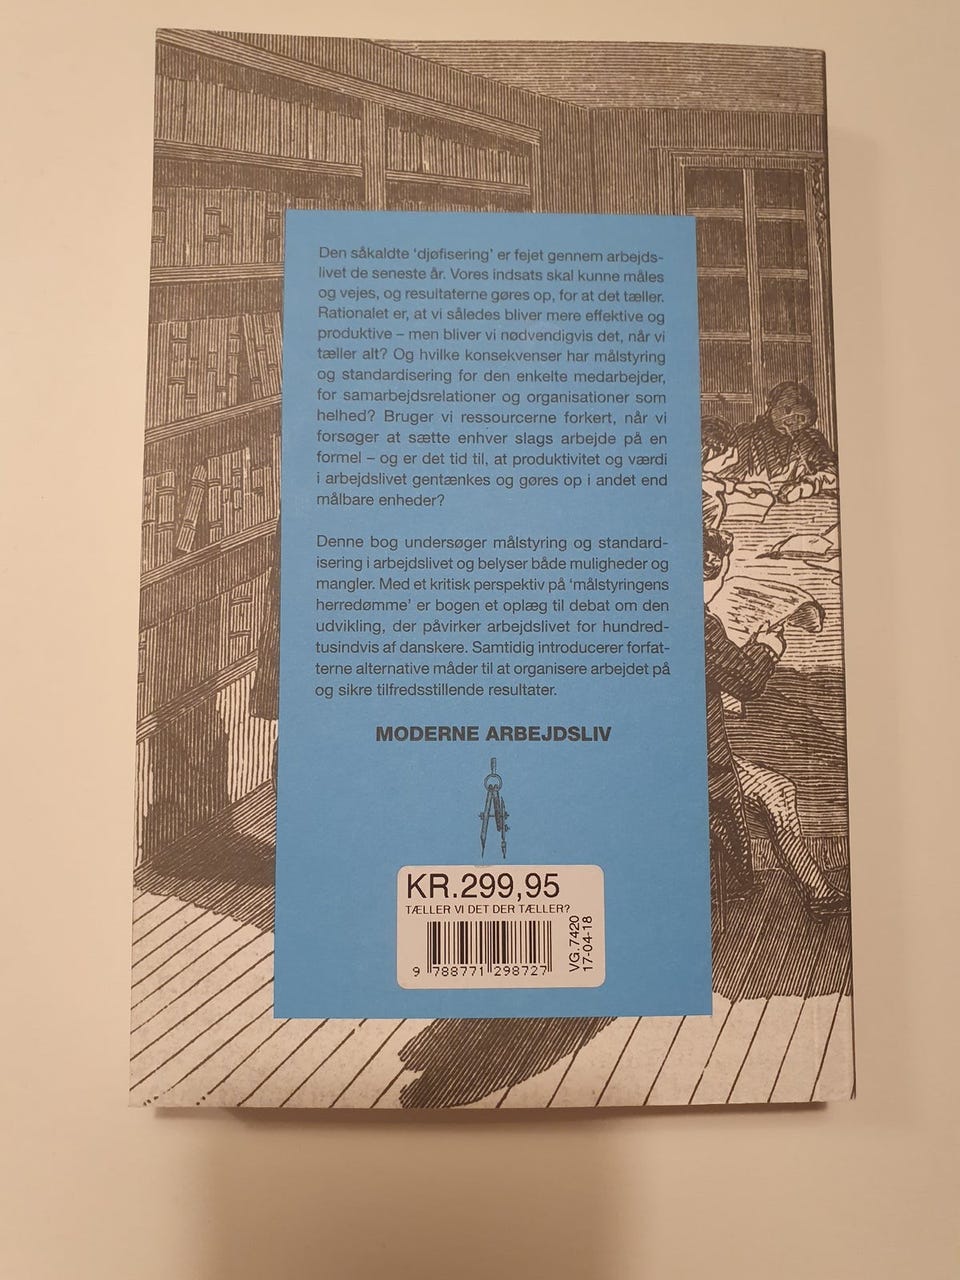 Den såkaldte ‘djøfisering’ er fejet gennem arbejds-
livet de seneste år. Vores indsats skal kunne måles
og vejes, og resultaterne gøres op, for at det tæller.
Rationalet er, at vi således bliver mere effektive og
produktive – men bliver vi nødvendigvis det, når vi
tæller alt? Og hvilke konsekvenser har målstyring
og standardisering for den enkelte medarbejder,
for samarbejdsrelationer og organisationer som
helhed? Bruger vi ressourcerne forkert, når vi
forsøger at sætte enhver slags arbejde på en
formel – og er det tid til, at produktivitet og værdi
i arbejdslivet gentænkes og gøres op i andet end
målbare enheder?
Denne bog undersøger målstyring og standard-
isering i arbejdslivet og belyser både muligheder og
mangler. Med et kritisk perspektiv på ‘målstyringens
herredømme’ er bogen et oplæg til debat om den
udvikling, der påvirker arbejdslivet for hundred-
tusindvis af danskere. Samtidig introducerer forfat-
terne alternative måder til at organisere arbejdet på
og sikre tilfredsstillende resultater.
MODERNE ARBEJDSLIV
KR.299,95
TÆLLER VI DET DER TÆLLER?
9 788771 298727
VG.7420
17-04-18